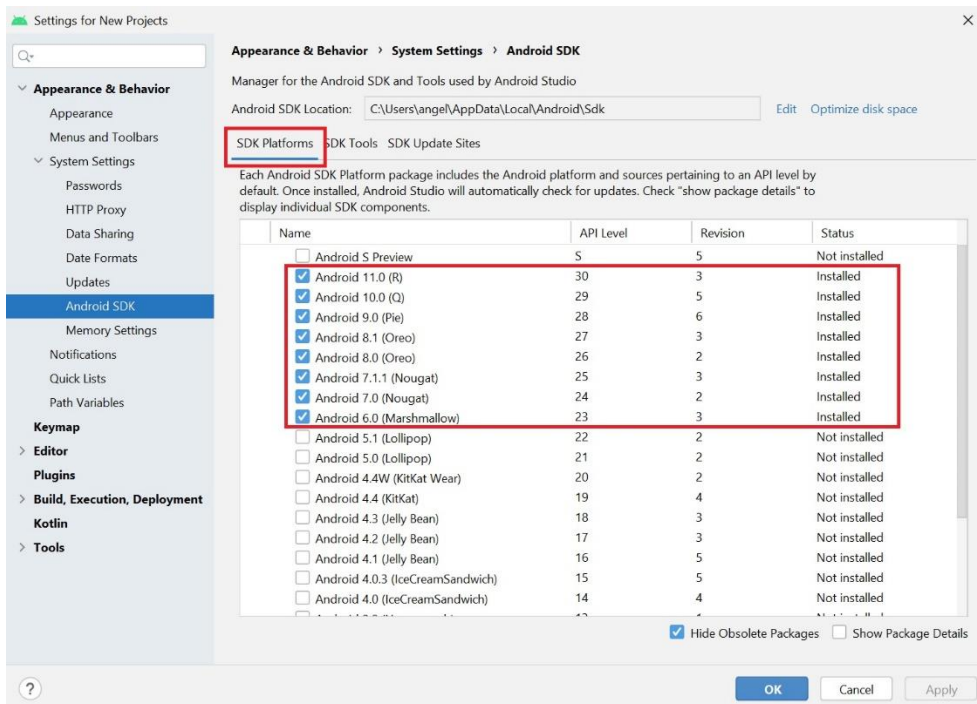 Settings for New Projects
Appearance & Behavior
Appearance
Menus and Toolbars
System Settings
Passwords
HTTP Proxy
Data Sharing
Date Formats
Updates
Android SDK
Memory Settings
Notifications
Quick Lists
Path Variables
Keymap
Editor
Plugins
Build, Execution, Deployment
Kotlin
Tools
Appearance & Behavior > System Settings > Android SDK
Manager for the Android SDK and Tools used by Android Studio
Android SDK Location: C:\Users\angel\AppData\Local\Android\Sdk Edit Optimize disk space
SDK Platforms SDK Tools SDK Update Sites
Each Android SDK Platform package includes the Android platform and sources pertaining to an API level by
default. Once installed, Android Studio will automatically check for updates. Check "show package details" to
display individual SDK components.
Name API Level Revision Status
Android S Preview S 5 Not installed
Android 11.0 (R) 30 3 Installed
Android 10.0 (Q) 29 5 Installed
Android 9.0 (Pie) 28 6 Installed
Android 8.1 (Oreo) 27 3 Installed
Android 8.0 (Oreo) 26 2 Installed
Android 7.1.1 (Nougat) 25 3 Installed
Android 7.0 (Nougat) 24 2 Installed
Android 6.0 (Marshmallow) 23 3 Installed
Android 5.1 (Lollipop) 22 2 Not installed
Android 5.0 (Lollipop) 21 2 Not installed
Android 4.4W (KitKat Wear) 20 2 Not installed
Android 4.4 (KitKat) 19 4 Not installed
Android 4.3 (Jelly Bean) 18 3 Not installed
Android 4.2 (Jelly Bean) 17 3 Not installed
Android 4.1 (Jelly Bean) 16 5 Not installed
Android 4.0.3 (IceCreamSandwich) 15 5 Not installed
Android 4.0 (IceCreamSandwich) 14 4 Not installed
Hide Obsolete Packages Show Package Details
? OK Cancel Apply